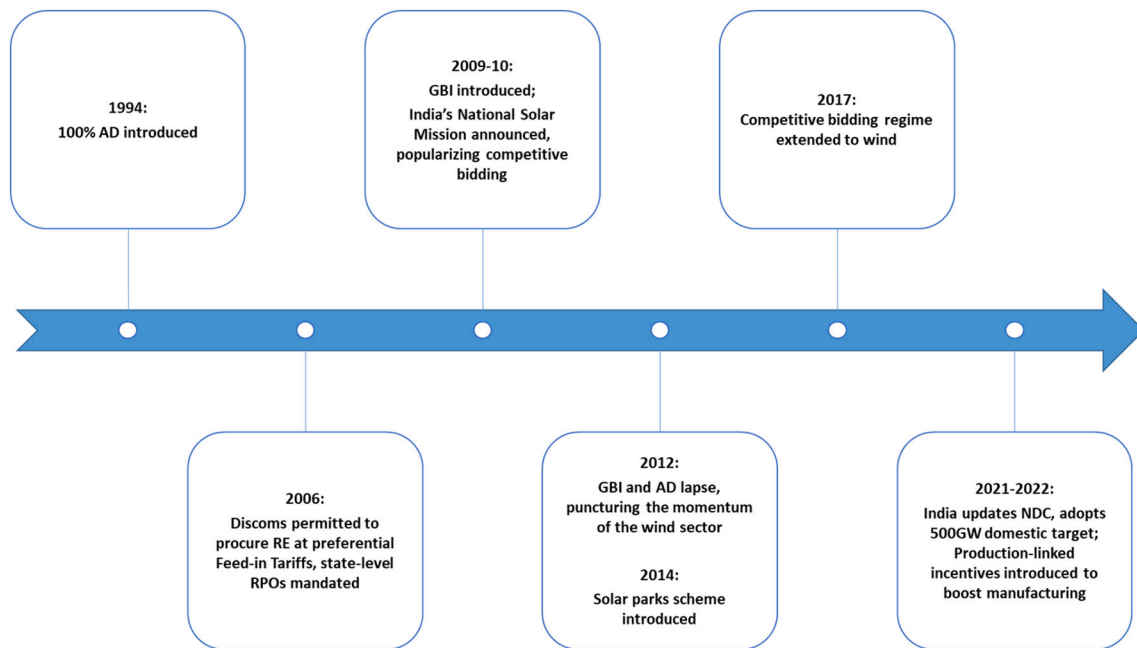 1994:
100% AD introduced
2006:
Discoms permitted to
procure RE at preferential
Feed-in Tariffs, state-level
RPOs mandated
2009-10:
GBI introduced;
India's National Solar
Mission announced,
popularizing competitive
bidding
2012:
GBI and AD lapse,
puncturing the momentum
of the wind sector
2014:
Solar parks scheme
introduced
2017:
Competitive bidding regime
extended to wind
2021-2022:
India updates NDC, adopts
500GW domestic target;
Production-linked
incentives introduced to
boost manufacturing